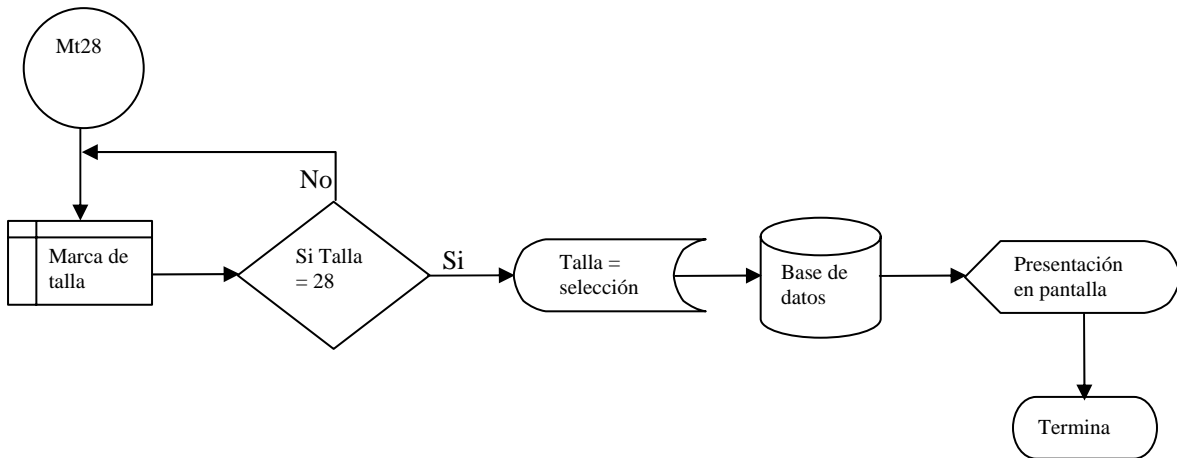 Mt28
No
Marca de
talla
Si Talla
= 28
Si
Talla =
selección
Base de
datos
Presentación
en pantalla
Termina